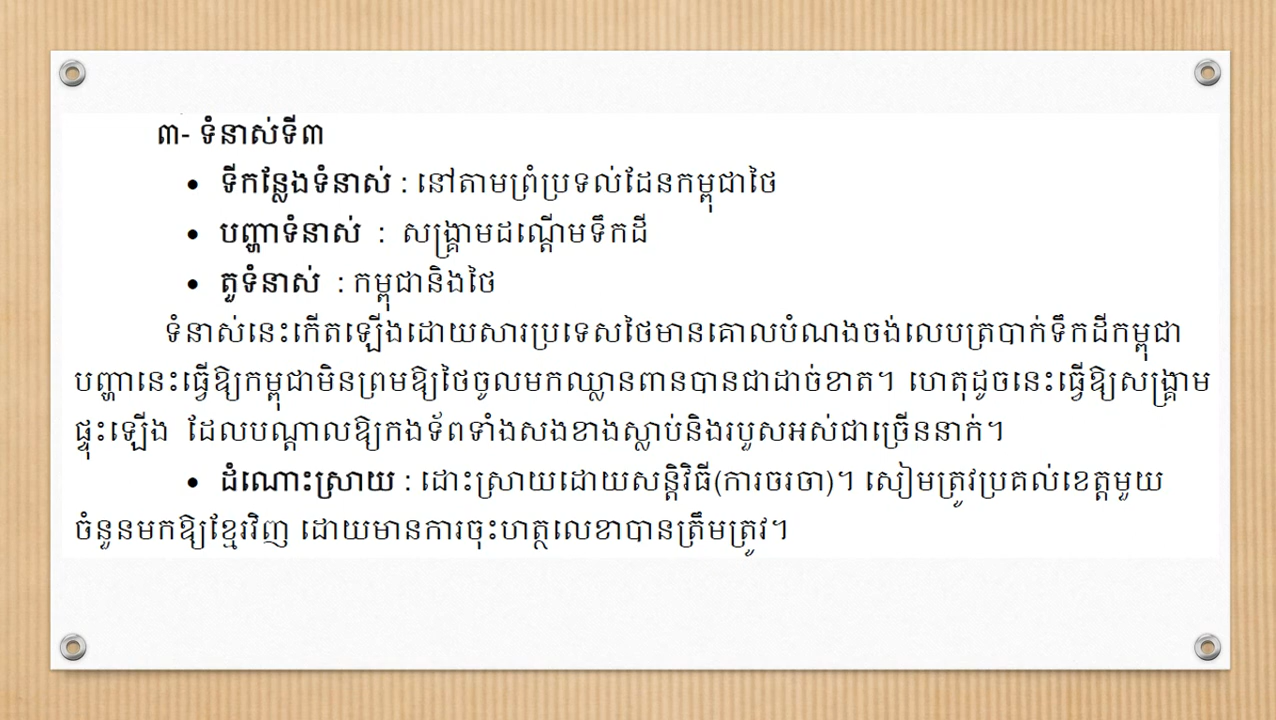 ៣- ទំនាស់ទី៣
• ទីកន្លែងទំនាស់ : នៅតាមព្រំប្រទល់ដែនកម្ពុជាថៃ
• បញ្ហាទំនាស់ : សង្គ្រាមដណ្តើមទឹកដី
• តួទំនាស់ : កម្ពុជានិងថៃ
ទំនាស់នេះកើតឡើងដោយសារប្រទេសថៃមានគោលបំណងចង់លេបត្របាក់ទឹកដីកម្ពុជា
បញ្ហានេះធ្វើឱ្យកម្ពុជាមិនព្រមឱ្យថៃចូលមកឈ្លានពានបានជាដាច់ខាត។ ហេតុដូចនេះធ្វើឱ្យសង្គ្រាម
ផ្ទុះឡើង ដែលបណ្តាលឱ្យកងទ័ពទាំងសងខាងស្លាប់និងរបួសអស់ជាច្រើននាក់។
• ដំណោះស្រាយ : ដោះស្រាយដោយសន្តិវិធី(ការចរចា)។ សៀមត្រូវប្រគល់ខេត្តមួយ
ចំនួនមកឱ្យខ្មែរវិញ ដោយមានការចុះហត្ថលេខាបានត្រឹមត្រូវ។